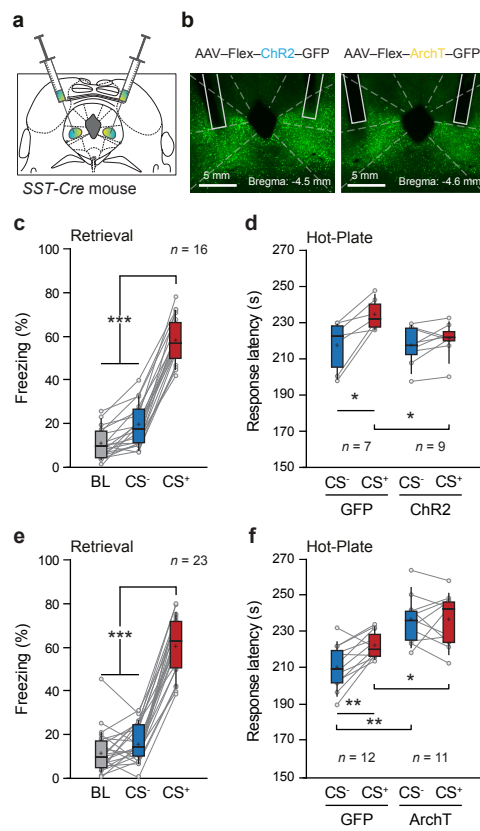 a
SST-Cre mouse
b
AAV–Flex–ChR2–GFP
AAV–Flex–ArchT–GFP
5 mm
Bregma: -4.5 mm
5 mm
Bregma: -4.6 mm
c
Retrieval
n = 16
***
Freezing (%)
100
80
60
40
20
0
BL
CS-
CS+
d
Hot-Plate
Response latency (s)
270
250
230
210
190
170
150
*
*
n = 7
n = 9
CS- CS+ CS- CS+
GFP
ChR2
e
Retrieval
n = 23
***
Freezing (%)
100
80
60
40
20
0
BL
CS-
CS+
f
Hot-Plate
Response latency (s)
270
250
230
210
190
170
150
*
**
**
n = 12
n = 11
CS- CS+ CS- CS+
GFP
ArchT